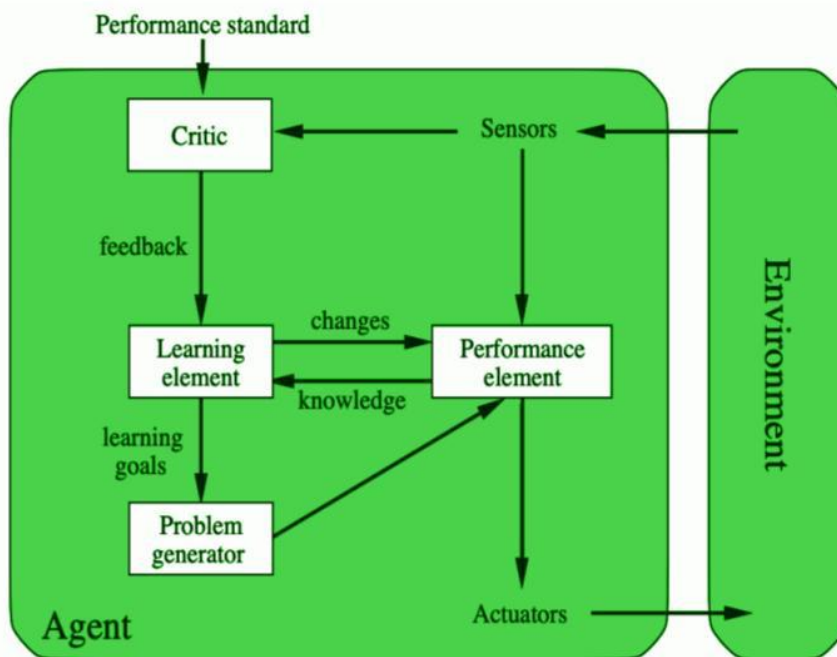 Performance standard
Critic
Sensors
feedback
changes
Learning
element
Performance
element
knowledge
learning
goals
Problem
generator
Agent
Actuators
Environment